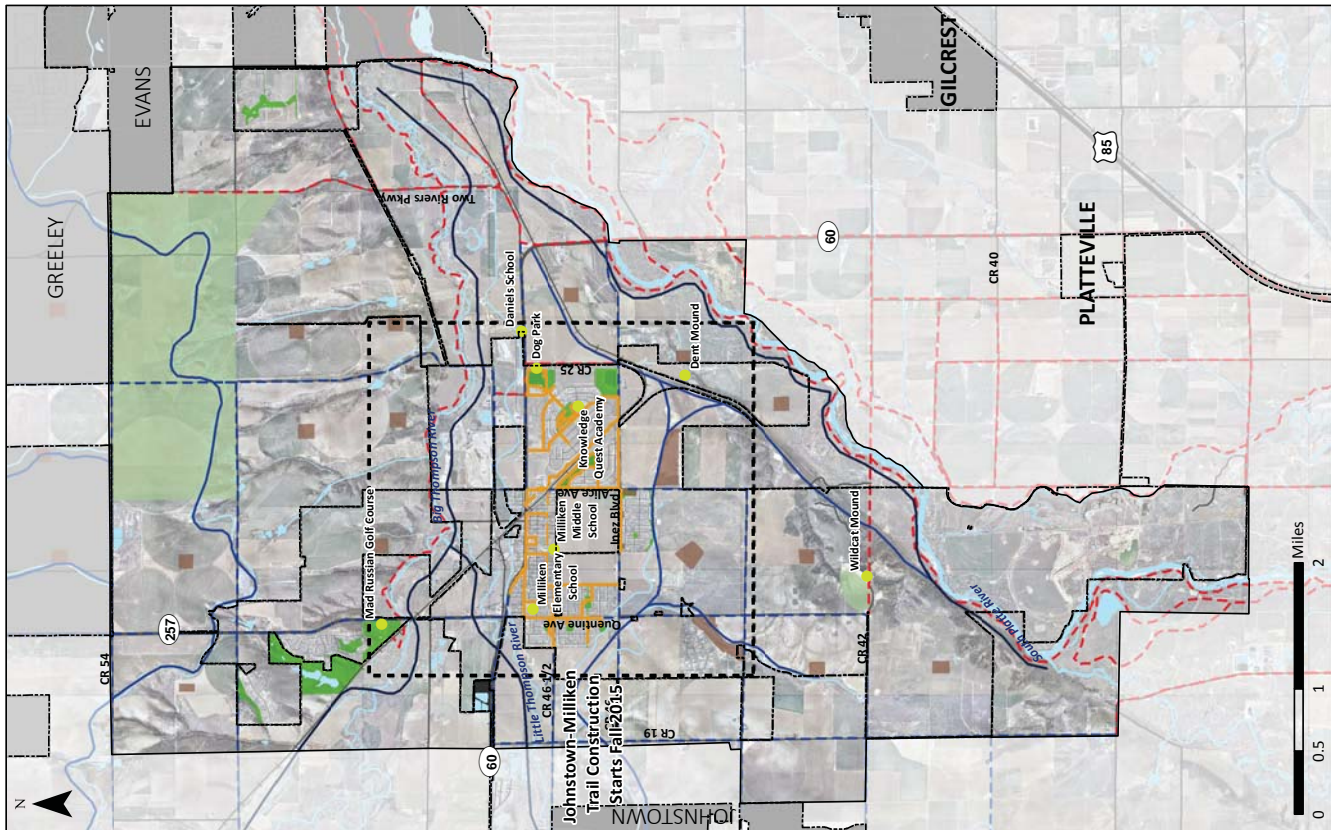 N
GREELEY
EVANS
CR 54
257
Two Rivers Pkwy
Mad Russian Golf Course
Big Thompson River
Daniels School
Dog Park
CR 25
60
Little Thompson River
CR 46 1/2
Milliken
Elementary
School
Milliken
Middle
School
Alice Ave
Inez Blvd
Knowledge
Quest Academy
Quentine Ave
Johnstown-Milliken
Trail Construction
Starts Fall 2015
CR 19
JOHNSTOWN
Dent Mound
60
GILCREST
85
Wildcat Mound
CR 42
CR 40
PLATTEVILLE
South Platte River
0
0.5
1
2
Miles